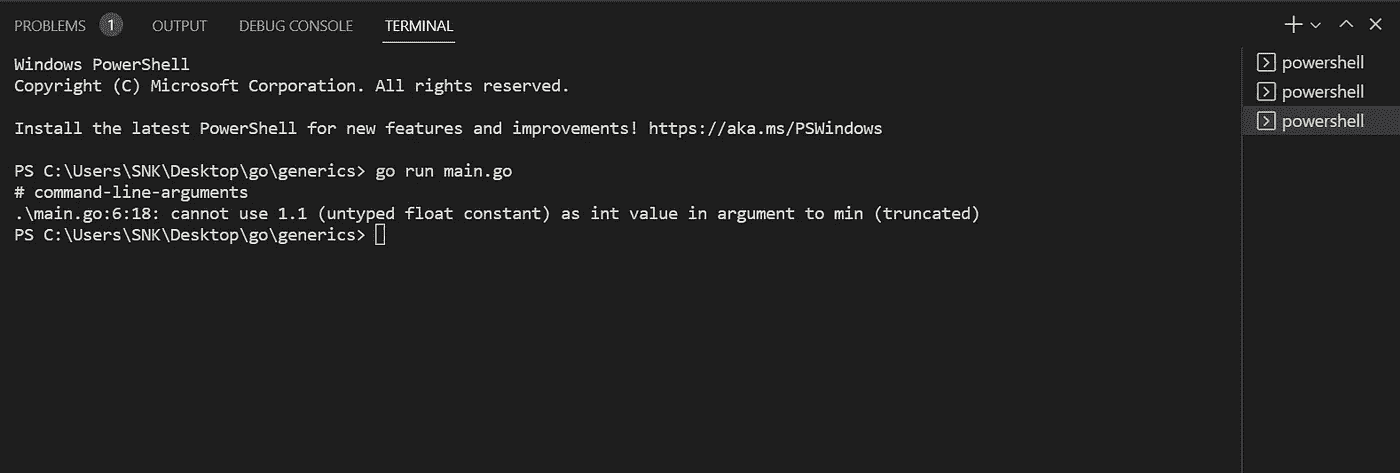 PROBLEMS 1 OUTPUT DEBUG CONSOLE TERMINAL
Windows PowerShell
Copyright (C) Microsoft Corporation. All rights reserved.
Install the latest PowerShell for new features and improvements! https://aka.ms/PSWindows
PS C:\Users\SNK\Desktop\go\generics> go run main.go
# command-line-arguments
.\main.go:6:18: cannot use 1.1 (untyped float constant) as int value in argument to min (truncated)
PS C:\Users\SNK\Desktop\go\generics>
powershell
powershell
powershell